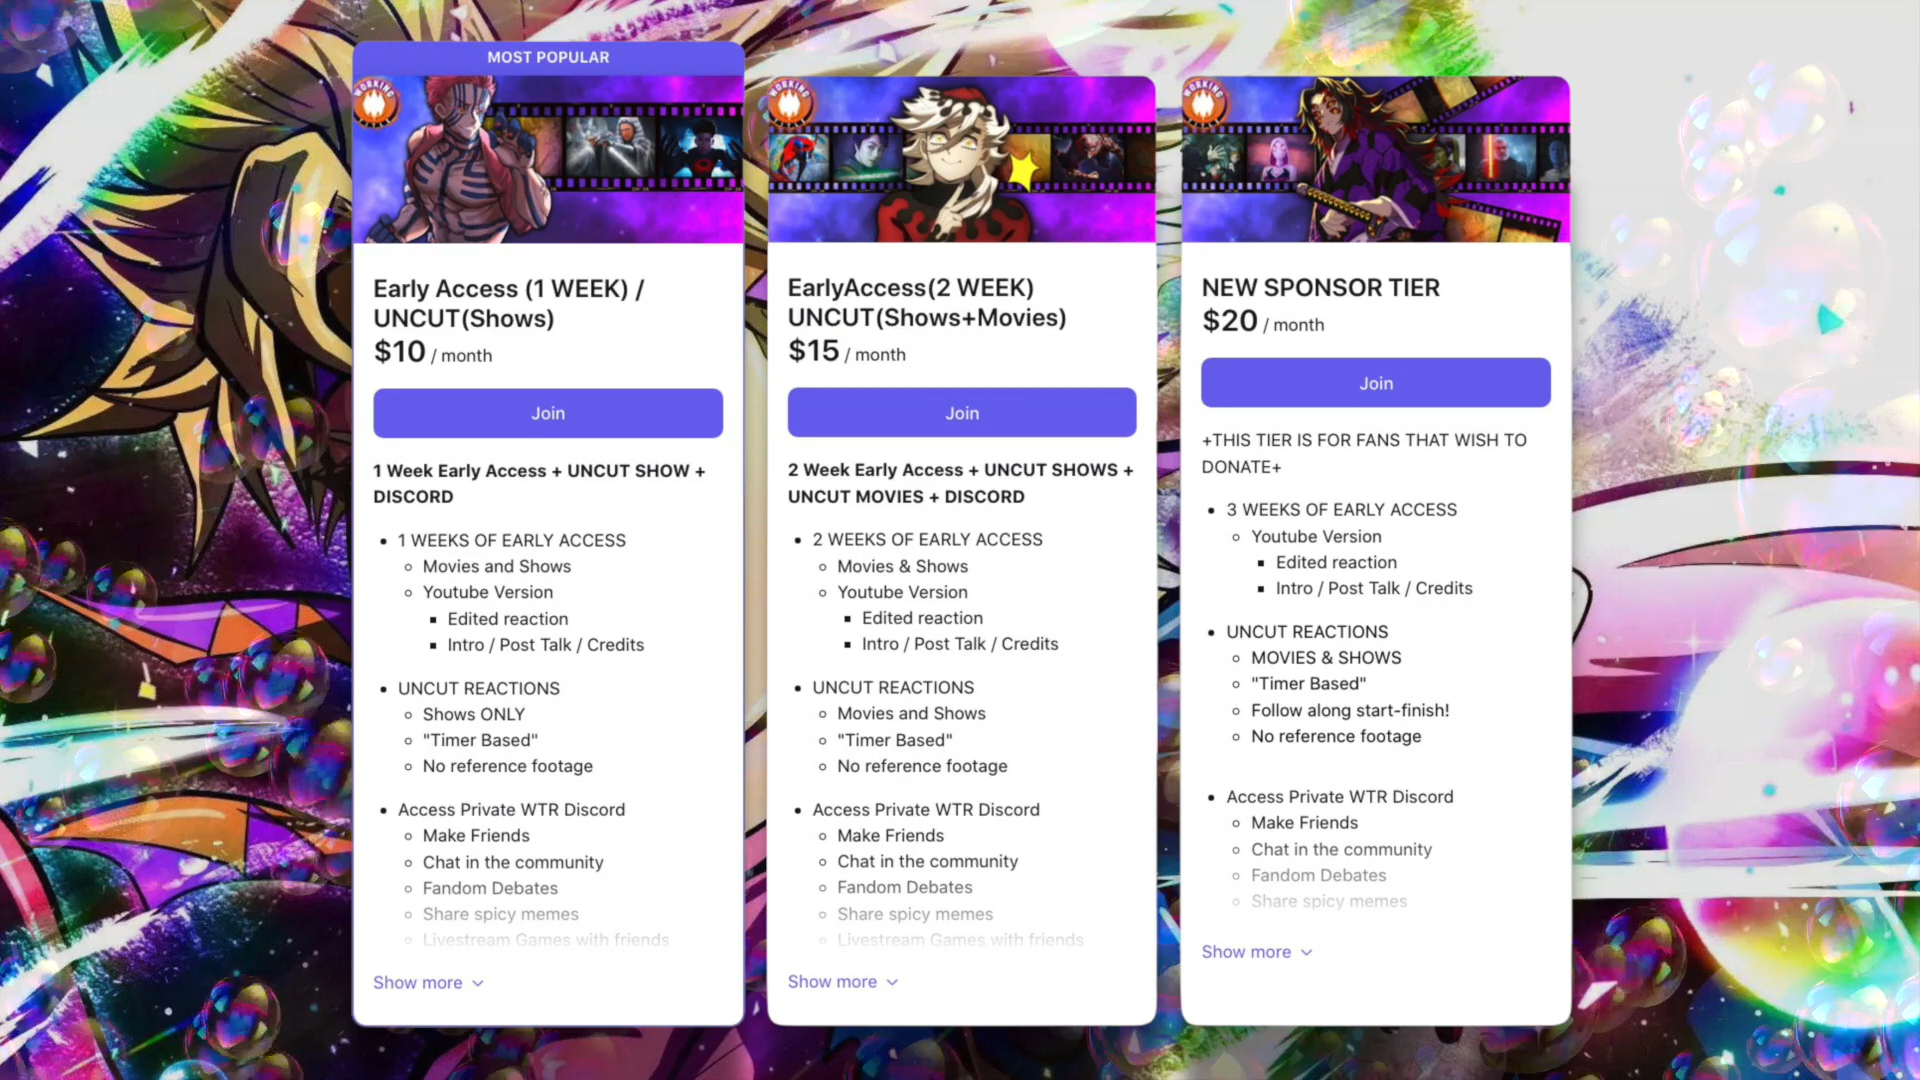 MOST POPULAR
WORKING
Early Access (1 WEEK) /
UNCUT(Shows)
$10 / month
Join
1 Week Early Access + UNCUT SHOW +
DISCORD
• 1 WEEKS OF EARLY ACCESS
Movies and Shows
Youtube Version
Edited reaction
Intro / Post Talk / Credits
• UNCUT REACTIONS
Shows ONLY
"Timer Based"
No reference footage
• Access Private WTR Discord
Make Friends
Chat in the community
Fandom Debates
Share spicy memes
Livestream Games with friends
Show more
WORKING
EarlyAccess(2 WEEK)
UNCUT(Shows+Movies)
$15 / month
Join
2 Week Early Access + UNCUT SHOWS +
UNCUT MOVIES + DISCORD
• 2 WEEKS OF EARLY ACCESS
Movies & Shows
Youtube Version
Edited reaction
Intro / Post Talk / Credits
• UNCUT REACTIONS
Movies and Shows
"Timer Based"
No reference footage
• Access Private WTR Discord
Make Friends
Chat in the community
Fandom Debates
Share spicy memes
Livestream Games with friends
Show more
WORKING
NEW SPONSOR TIER
$20 / month
Join
+THIS TIER IS FOR FANS THAT WISH TO
DONATE+
• 3 WEEKS OF EARLY ACCESS
Youtube Version
Edited reaction
Intro / Post Talk / Credits
• UNCUT REACTIONS
MOVIES & SHOWS
"Timer Based"
Follow along start-finish!
No reference footage
• Access Private WTR Discord
Make Friends
Chat in the community
Fandom Debates
Share spicy memes
Show more